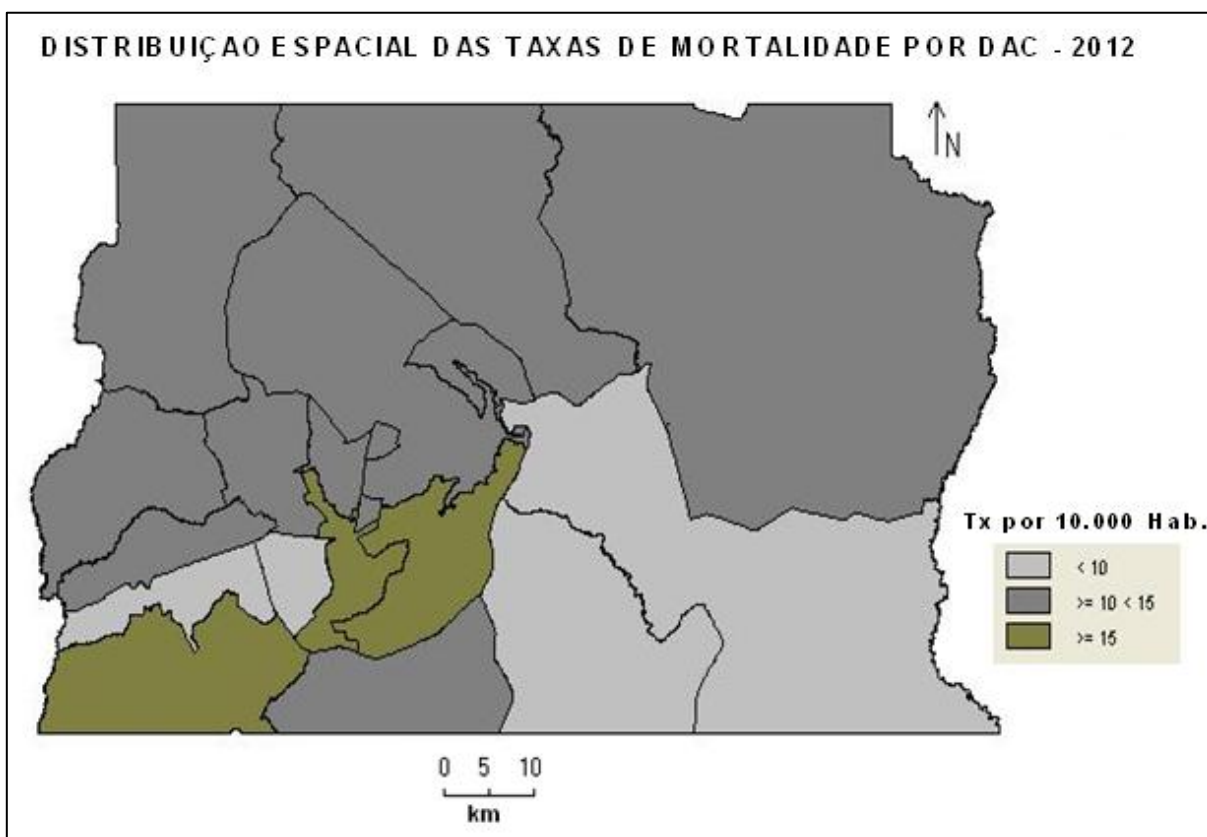 DISTRIBUIÇAO ESPACIAL DAS TAXAS DE MORTALIDADE POR DAC - 2012
N
Tx por 10.000 Hab.
< 10
>= 10 < 15
>= 15
0 5 10
km